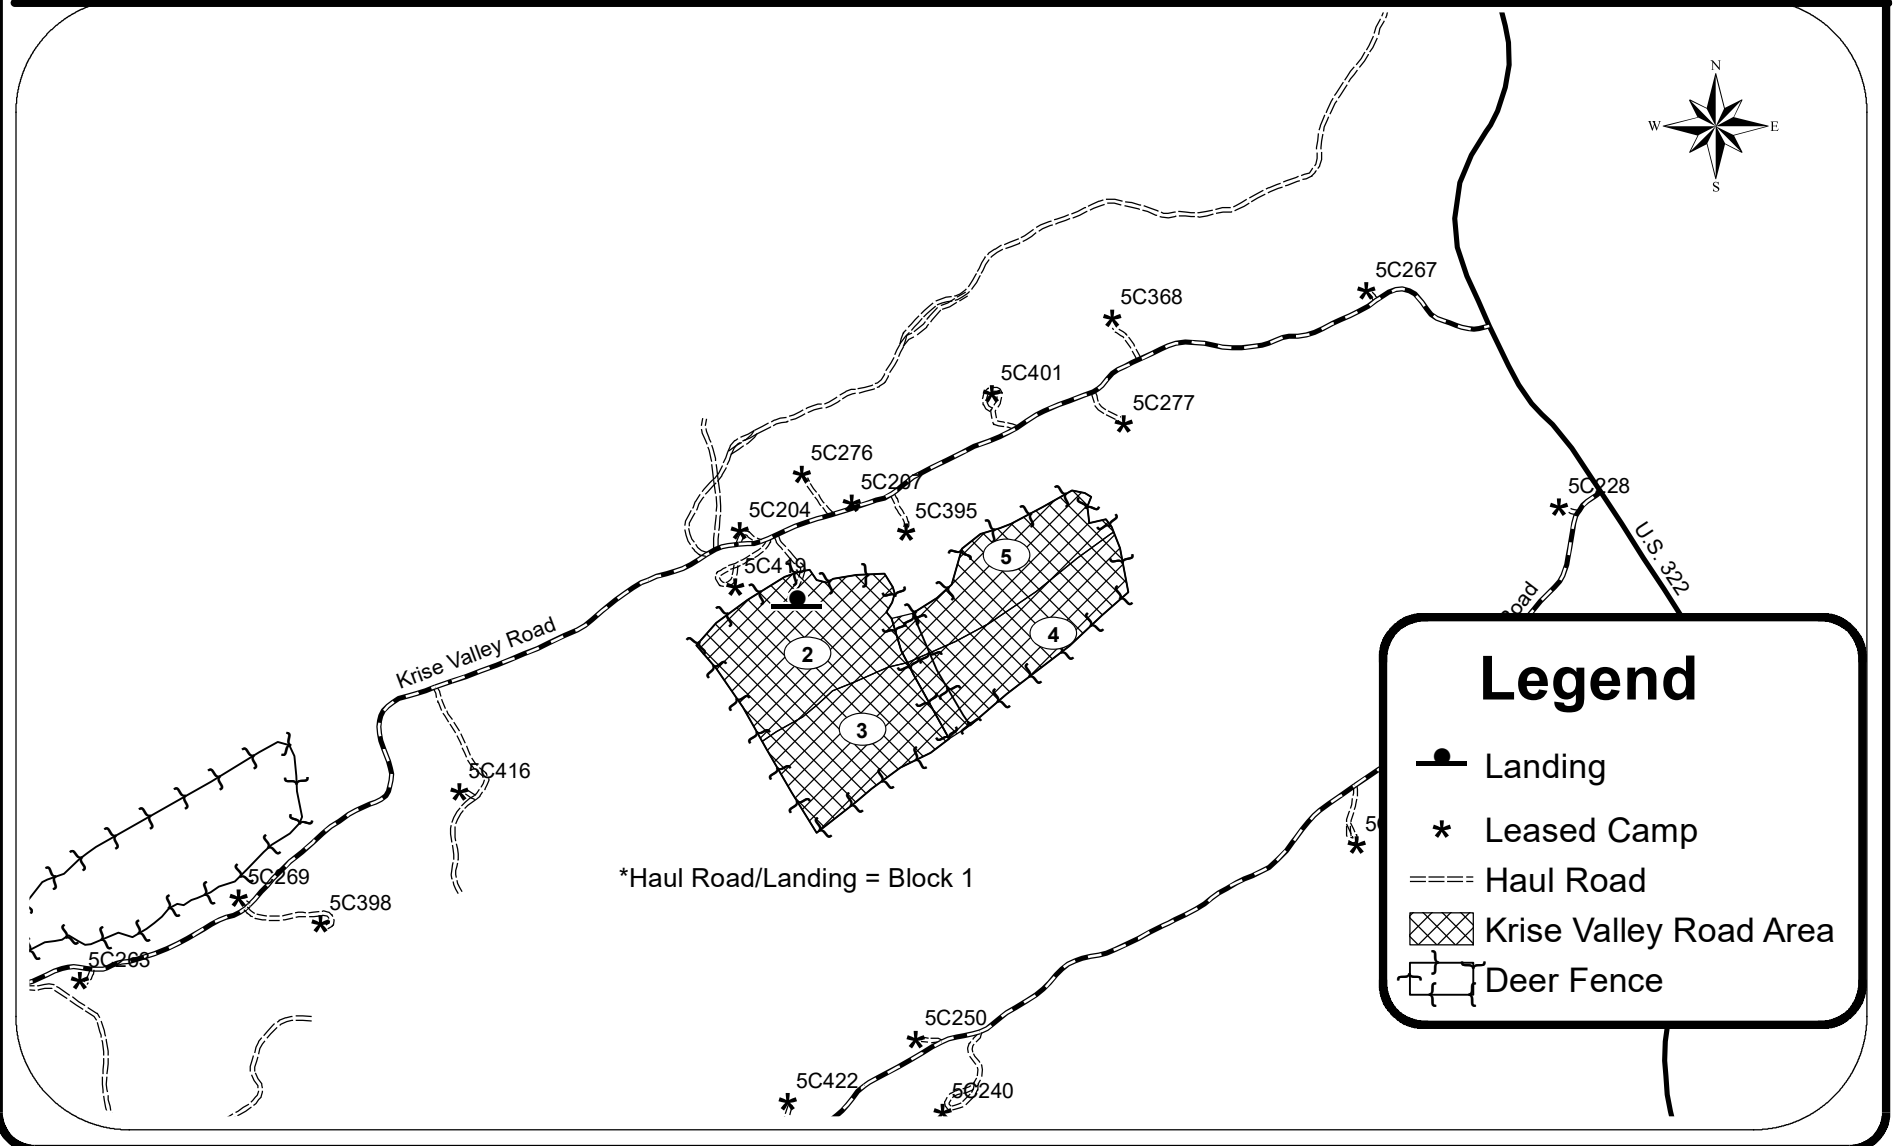 N
W E
S
5C267
5C368
5C401
5C277
5C276
5C207
5C228
5C204
5C395
U.S. 322
5C419
5
Road
Krise Valley Road
2
4
3
5C416
5C269
*Haul Road/Landing = Block 1
5C398
5C263
5C250
5C422
5C240
Legend
Landing
Leased Camp
Haul Road
Krise Valley Road Area
Deer Fence